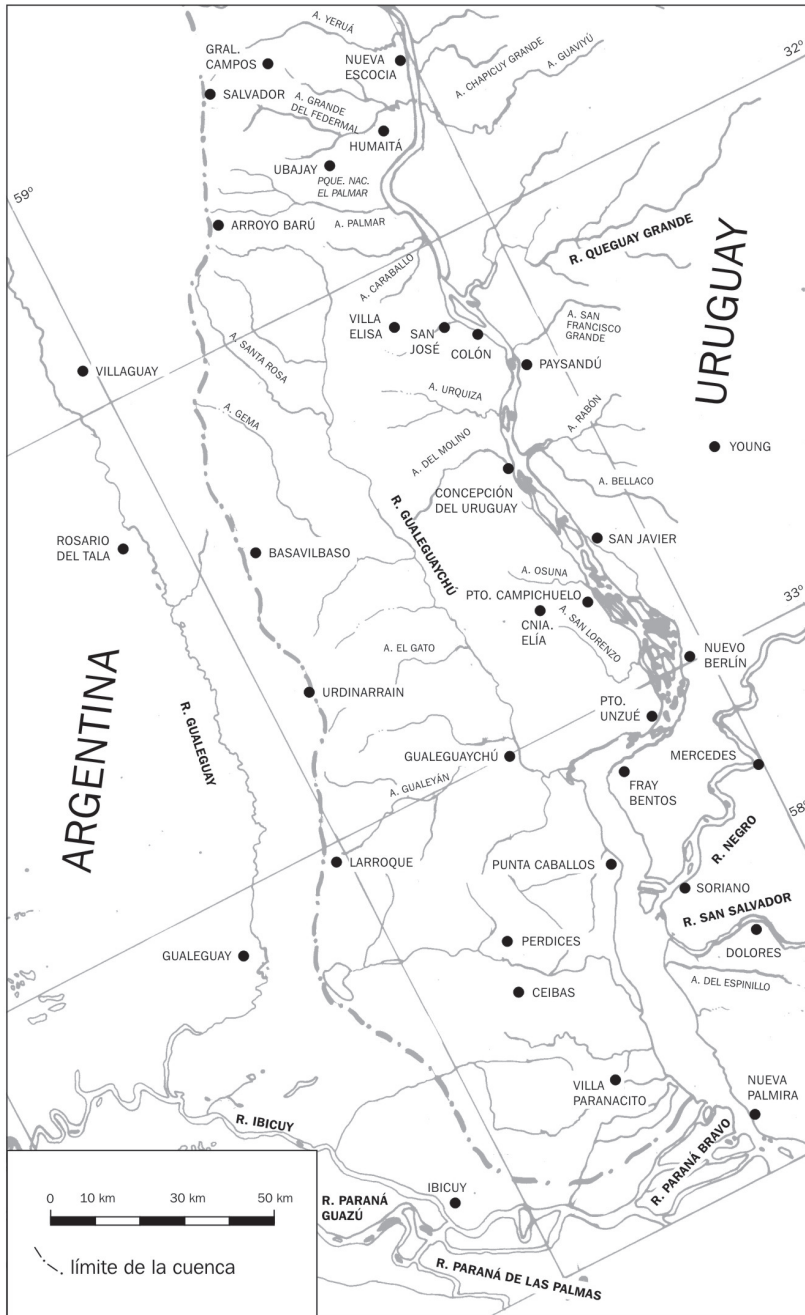 A. YERUÁ
32º
GRAL.
CAMPOS
NUEVA
ESCOCIA
A. CHAPICUY GRANDE
A. GUAVIYÚ
SALVADOR
A. GRANDE
DEL FEDERMAL
HUMAITÁ
UBAJAY
PQUE. NAC.
EL PALMAR
59º
ARROYO BARÚ
A. PALMAR
R. QUEGUAY GRANDE
URUGUAY
A. CARABALLO
VILLA
ELISA
SAN
JOSÉ
COLÓN
A. SAN
FRANCISCO
GRANDE
A. SANTA ROSA
VILLAGUAY
PAYSANDÚ
A. URQUIZA
A. GEMA
A. RABÓN
A. DEL MOLINO
YOUNG
CONCEPCIÓN
DEL URUGUAY
A. BELLACO
R. GUALEGUAYCHÚ
ROSARIO
DEL TALA
BASAVILBASO
SAN JAVIER
A. OSUNA
PTO. CAMPICHUELO
33º
CNIA.
ELÍA
A. SAN LORENZO
ARGENTINA
A. EL GATO
NUEVO
BERLÍN
URDINARRAIN
R. GUALEGUAY
PTO.
UNZUÉ
GUALEGUAYCHÚ
MERCEDES
A. GUALEYÁN
FRAY
BENTOS
58º
R. NEGRO
LARROQUE
PUNTA CABALLOS
SORIANO
R. SAN SALVADOR
DOLORES
PERDICES
GUALEGUAY
A. DEL ESPINILLO
CEIBAS
VILLA
PARANACITO
NUEVA
PALMIRA
R. IBICUY
R. PARANÁ BRAVO
IBICUY
R. PARANÁ
GUAZÚ
R. PARANÁ DE LAS PALMAS
0 10 km 30 km 50 km
límite de la cuenca